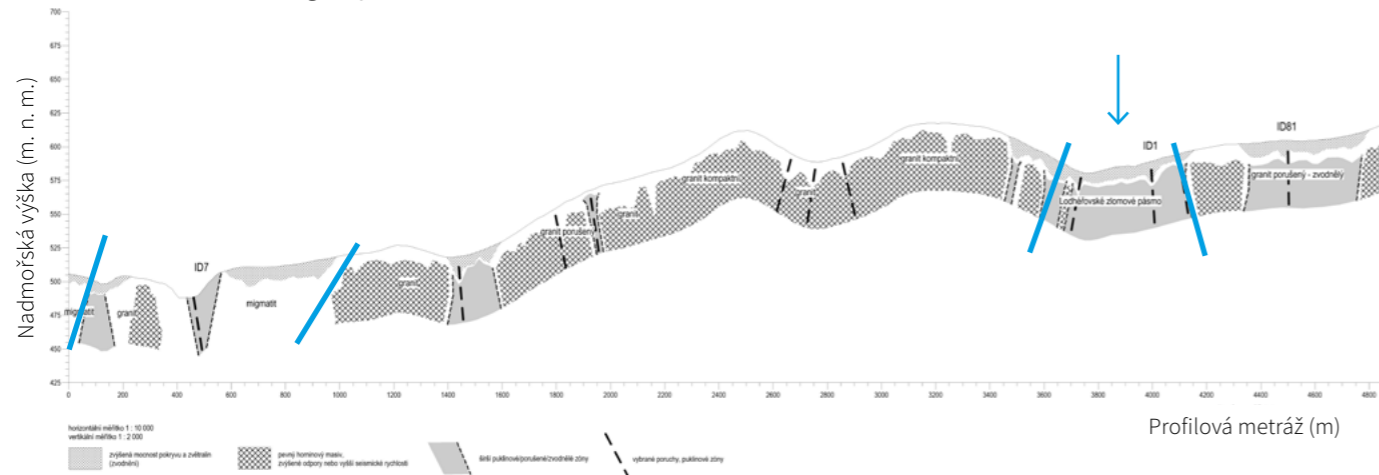 Nadmořská výška (m. n. m.)
700
675
650
625
600
575
550
525
500
475
450
425
ID7
ID1
ID81
migmatit
granit
migmatit
granit
granit porušený
granit
granit kompaktní
granit
granit kompaktní
Lodhéřovské zlomové pásmo
granit porušený - zvodnělý
0 200 400 600 800 1000 1200 1400 1600 1800 2000 2200 2400 2600 2800 3000 3200 3400 3600 3800 4000 4200 4400 4600 4800
Profilová metráž (m)
horizontální měřítko 1 : 10 000
vertikální měřítko 1 : 2 000
zvýšená mocnost pokryvu a zvětralin
(zvodnění)
pevný horninový masiv,
zvýšené odpory nebo vyšší seismické rychlosti
širší puklinové/porušené/zvodnělé zóny
vybrané poruchy, puklinové zóny